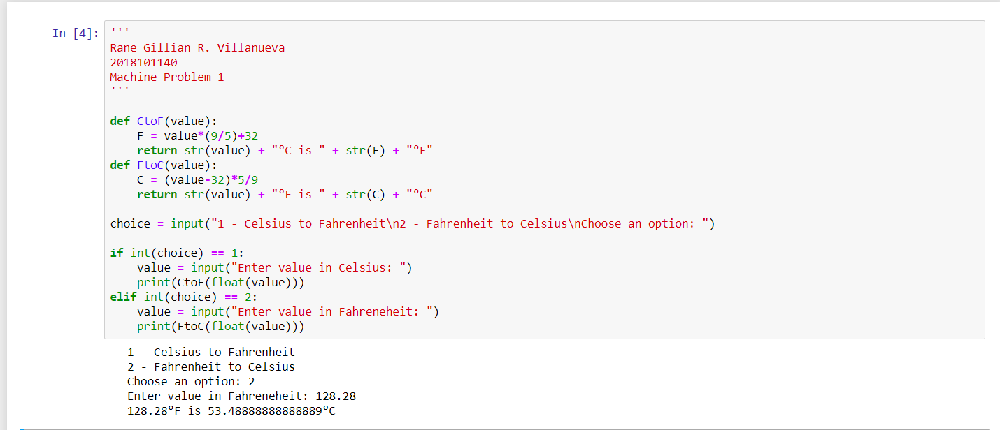 In [4]:
'''
Rane Gillian R. Villanueva
2018101140
Machine Problem 1
'''
def CtoF(value):
    F = value*(9/5)+32
    return str(value) + "°C is " + str(F) + "°F"
def FtoC(value):
    C = (value-32)*5/9
    return str(value) + "°F is " + str(C) + "°C"
choice = input("1 - Celsius to Fahrenheit\n2 - Fahrenheit to Celsius\nChoose an option: ")
if int(choice) == 1:
    value = input("Enter value in Celsius: ")
    print(CtoF(float(value)))
elif int(choice) == 2:
    value = input("Enter value in Fahreneheit: ")
    print(FtoC(float(value)))
1 - Celsius to Fahrenheit
2 - Fahrenheit to Celsius
Choose an option: 2
Enter value in Fahreneheit: 128.28
128.28°F is 53.48888888888889°C